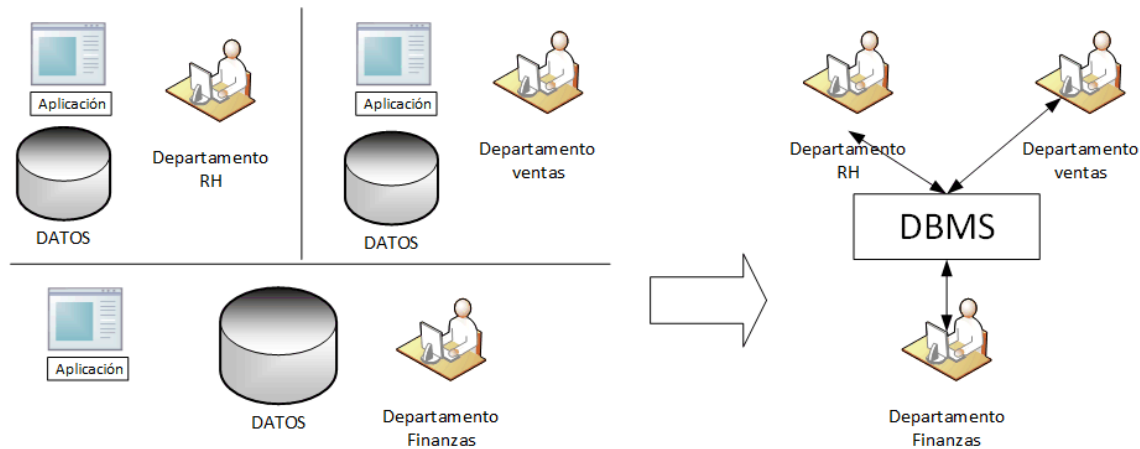 Aplicación
Departamento
RH
DATOS
Aplicación
Departamento
ventas
DATOS
Aplicación
DATOS
Departamento
Finanzas
Departamento
RH
Departamento
ventas
DBMS
Departamento
Finanzas